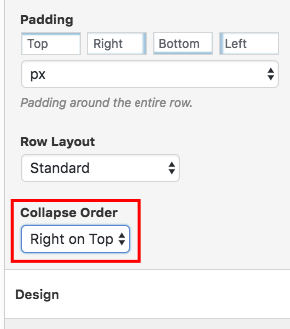 Padding
Top Right Bottom Left
px
Padding around the entire row.
Row Layout
Standard
Collapse Order
Right on Top
Design